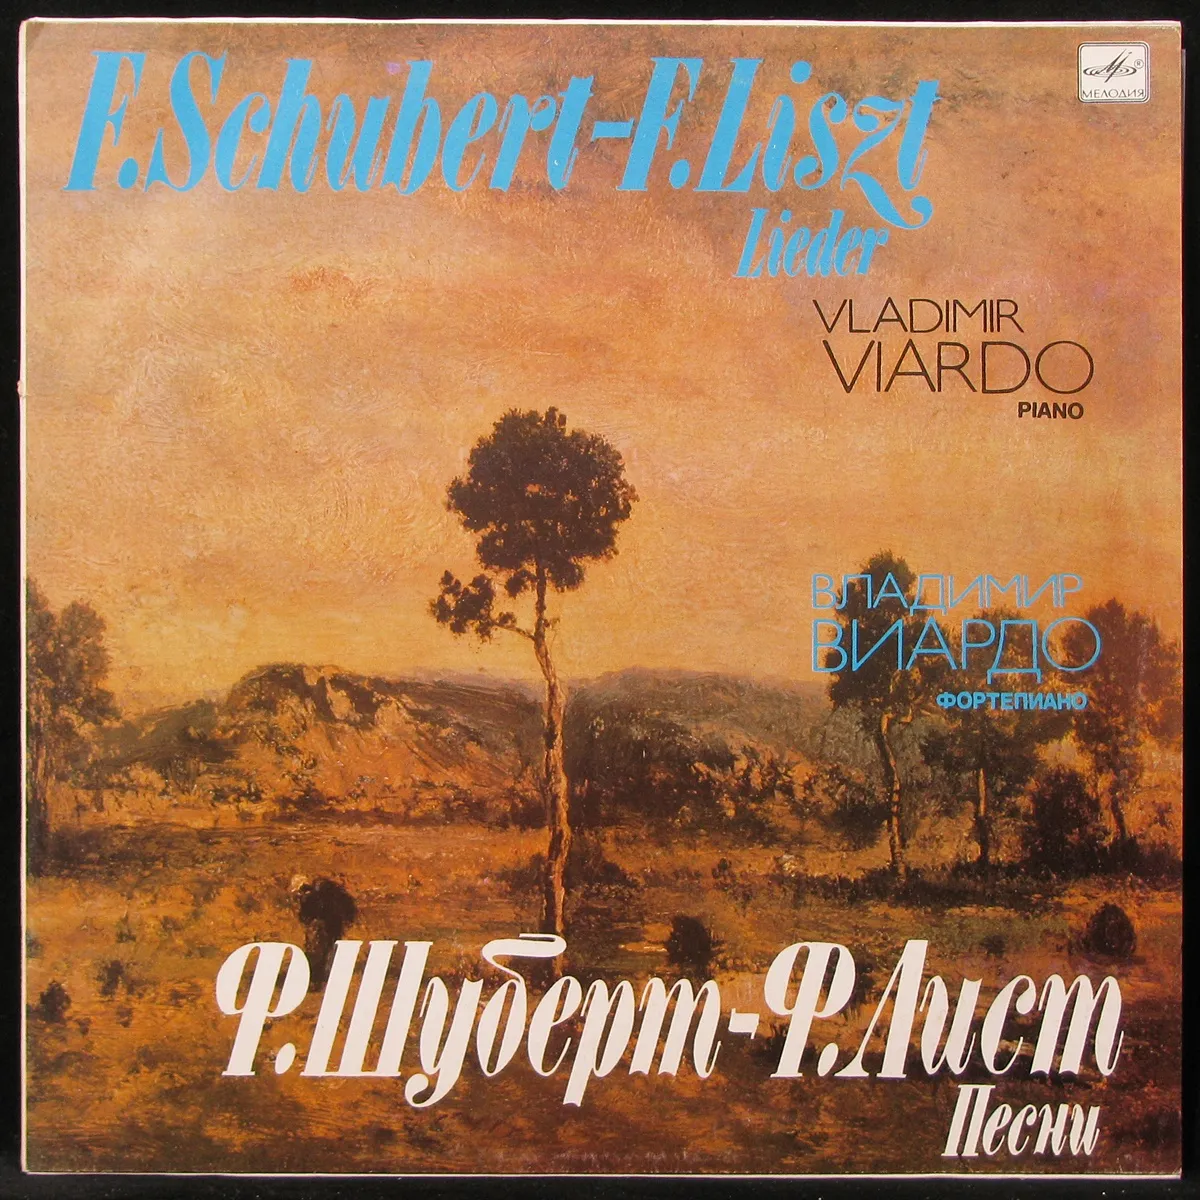 F.Schubert-F.Liszt
Lieder
МЕЛОДИЯ
VLADIMIR
VIARDO
PIANO
ВЛАДИМИР
ВИАРДО
ФОРТЕПИАНО
Ф.Шуберт-Ф.Лист
Песни